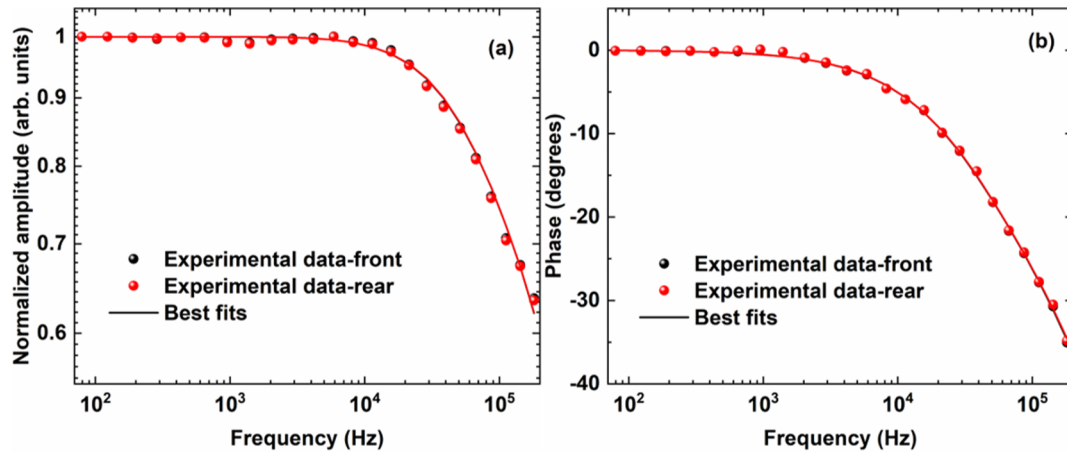 Normalized amplitude (arb. units)
1
0.9
0.8
0.7
0.6
(a)
Experimental data-front
Experimental data-rear
Best fits
10²
10³
10⁴
10⁵
Frequency (Hz)
Phase (degrees)
0
-10
-20
-30
-40
(b)
Experimental data-front
Experimental data-rear
Best fits
10²
10³
10⁴
10⁵
Frequency (Hz)